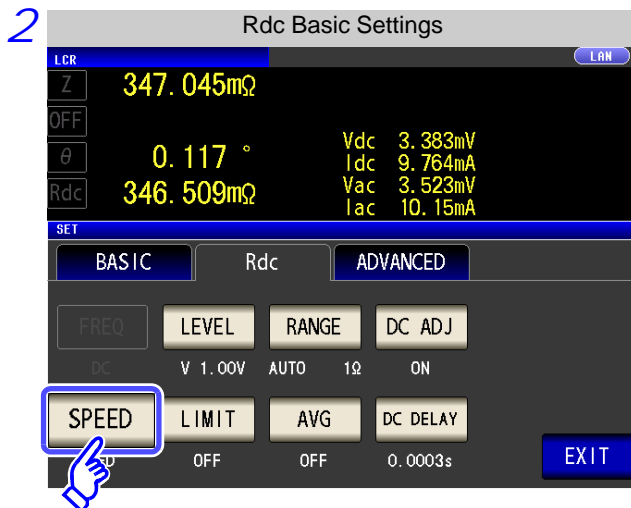 2
Rdc Basic Settings
LCR LAN
Z 347.045mΩ
OFF
θ 0.117 °
Rdc 346.509mΩ
Vdc 3.383mV
Idc 9.764mA
Vac 3.523mV
Iac 10.15mA
SET
BASIC Rdc ADVANCED
FREQ LEVEL RANGE DC ADJ
DC V 1.00V AUTO 1Ω ON
SPEED LIMIT AVG DC DELAY
OFF OFF 0.0003s
EXIT